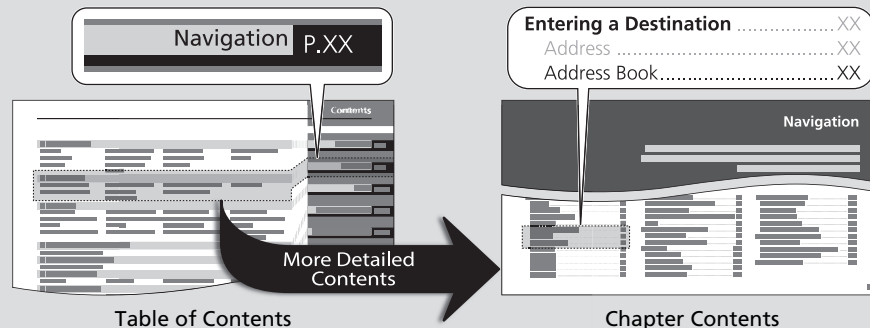 Navigation P.XX
Entering a Destination ............... XX
Address ............... XX
Address Book ............... XX
Contents
Navigation
More Detailed
Contents
Table of Contents
Chapter Contents